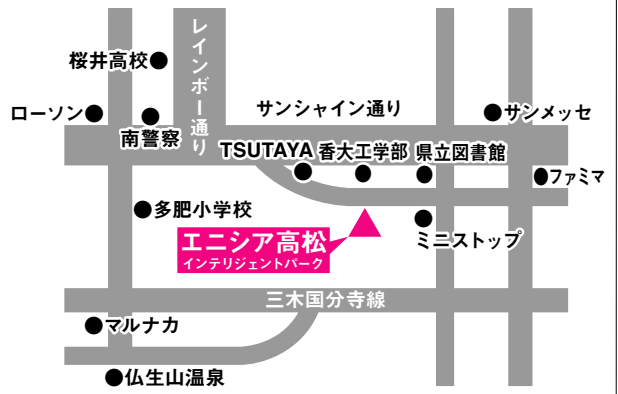 レインボー通り
桜井高校
ローソン
南警察
サンシャイン通り
サンメッセ
TSUTAYA
香大工学部
県立図書館
ファミマ
多肥小学校
エニシア高松
インテリジェントパーク
ミニストップ
三木国分寺線
マルナカ
仏生山温泉